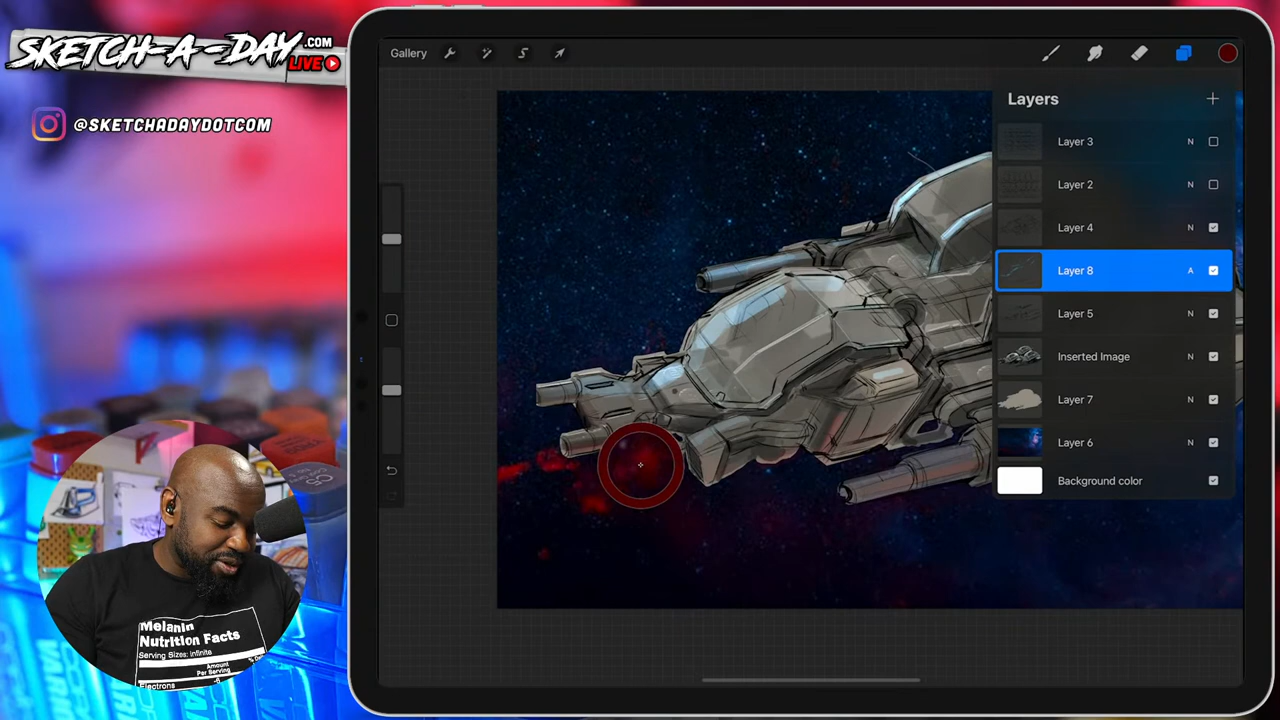 SKETCH-A-DAY.COM
LIVE
@SKETCHADAYDOTCOM
Gallery
Layers
Layer 3 N
Layer 2 N
Layer 4 N
Layer 8 A
Layer 5 N
Inserted Image N
Layer 7 N
Layer 6 N
Background color
Melanin
Nutrition Facts
Serving Sizes: infinite
Amount
Per Serving
Electrons